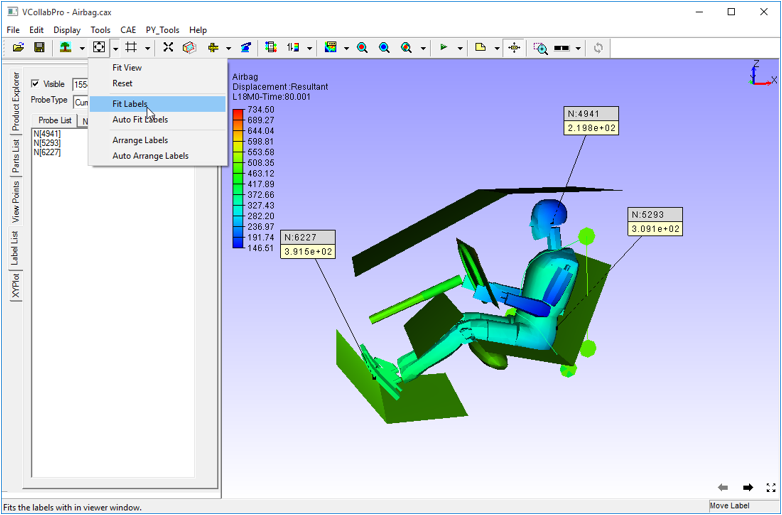 VCollabPro - Airbag.cax
File Edit Display Tools CAE PY_Tools Help
Fit View
Reset
Fit Labels
Auto Fit Labels
Arrange Labels
Auto Arrange Labels
Product Explorer
Parts List
View Points
Label List
XYPlot
Visible 155
Probe Type Cur
Probe List N
N[4941]
N[5293]
N[6227]
Airbag
Displacement :Resultant
L18M0-Time:80.001
734.50
689.27
644.04
598.81
553.58
508.35
463.12
417.89
372.66
327.43
282.20
236.97
191.74
146.51
Z
X
N:4941
2.198e+02
N:5293
3.091e+02
N:6227
3.915e+02
Fits the labels with in viewer window.
Move Label